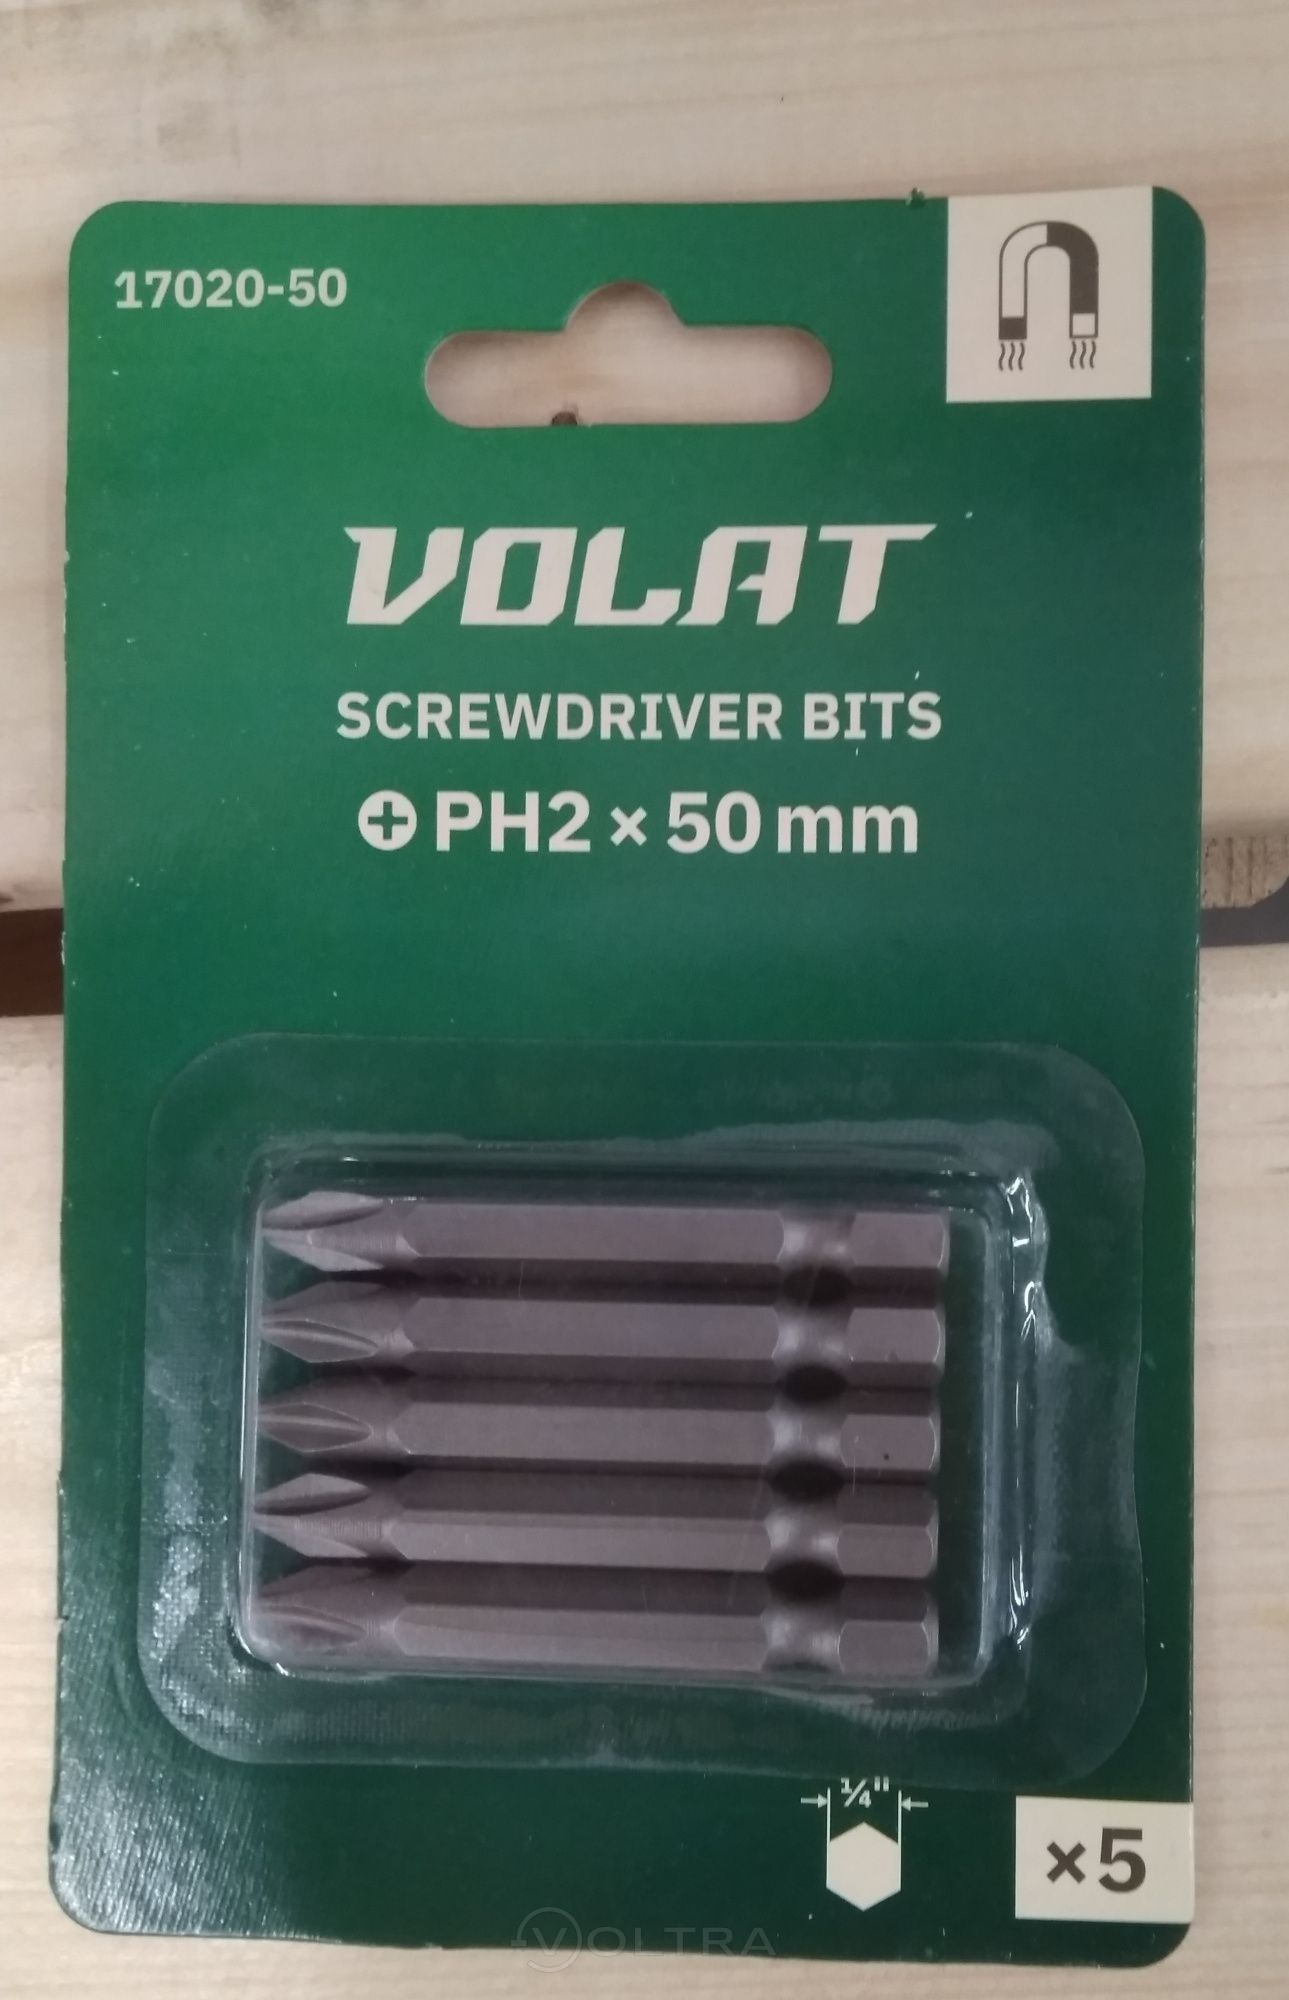 17020-50
VOLAT
SCREWDRIVER BITS
PH2 × 50 mm
1/4"
×5
VOLTRA